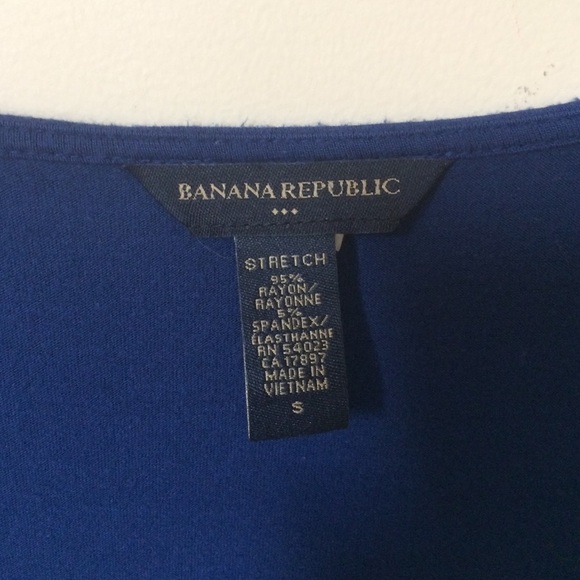 BANANA REPUBLIC
STRETCH
95%
RAYON/
RAYONNE
5%
SPANDEX/
ÉLASTHANNE
RN 54023
CA 17897
MADE IN
VIETNAM
S